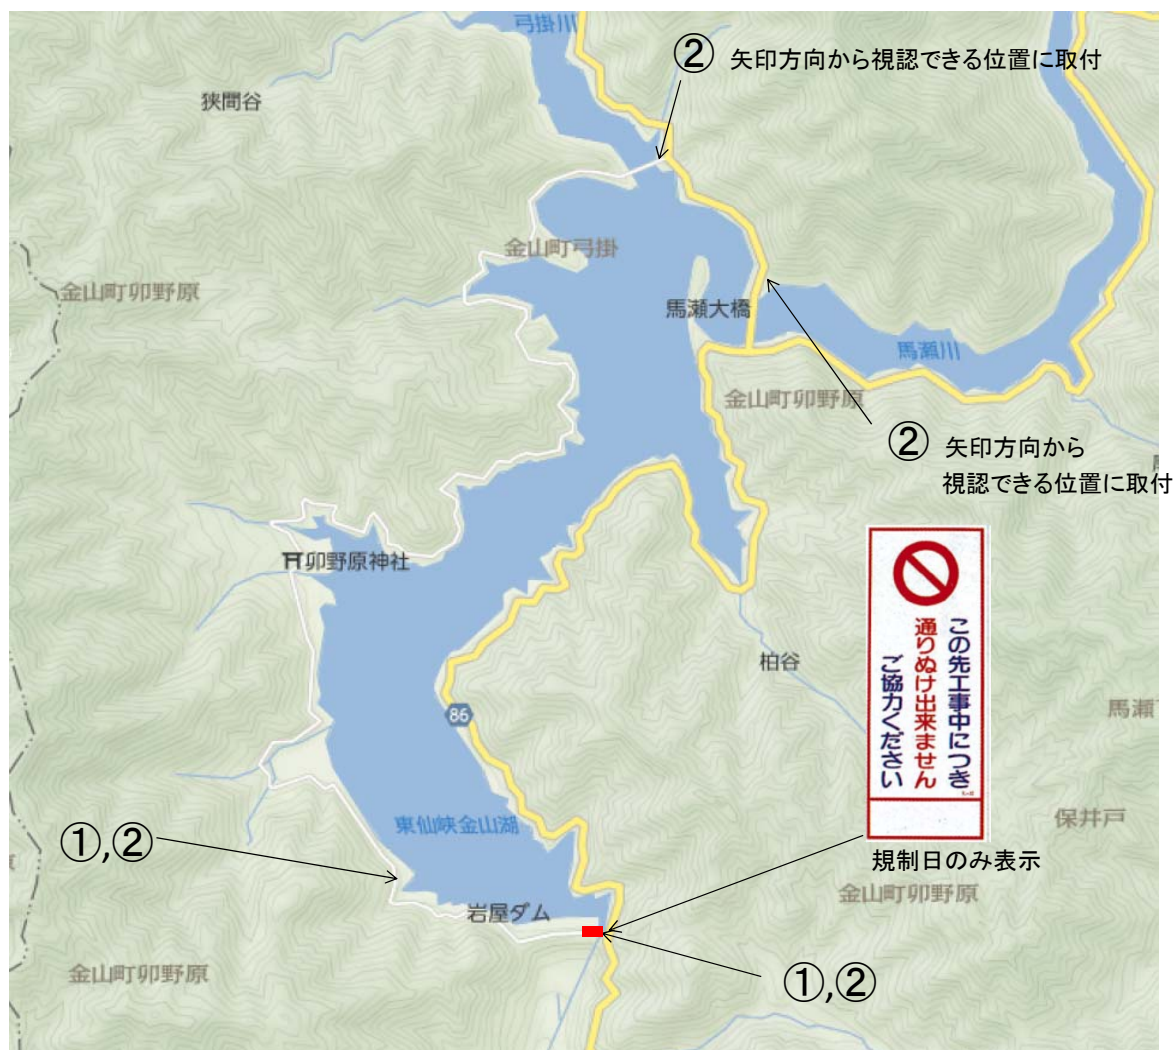 弓掛川
② 矢印方向から視認できる位置に取付
狭間谷
金山町弓掛
金山町卯野原
馬瀬大橋
馬瀬川
金山町卯野原
② 矢印方向から
視認できる位置に取付
卯野原神社
この先工事中につき
通りぬけ出来ません
ご協力ください
柏谷
86
馬瀬
東仙峡金山湖
保井戸
①,②
規制日のみ表示
金山町卯野原
岩屋ダム
金山町卯野原
①,②